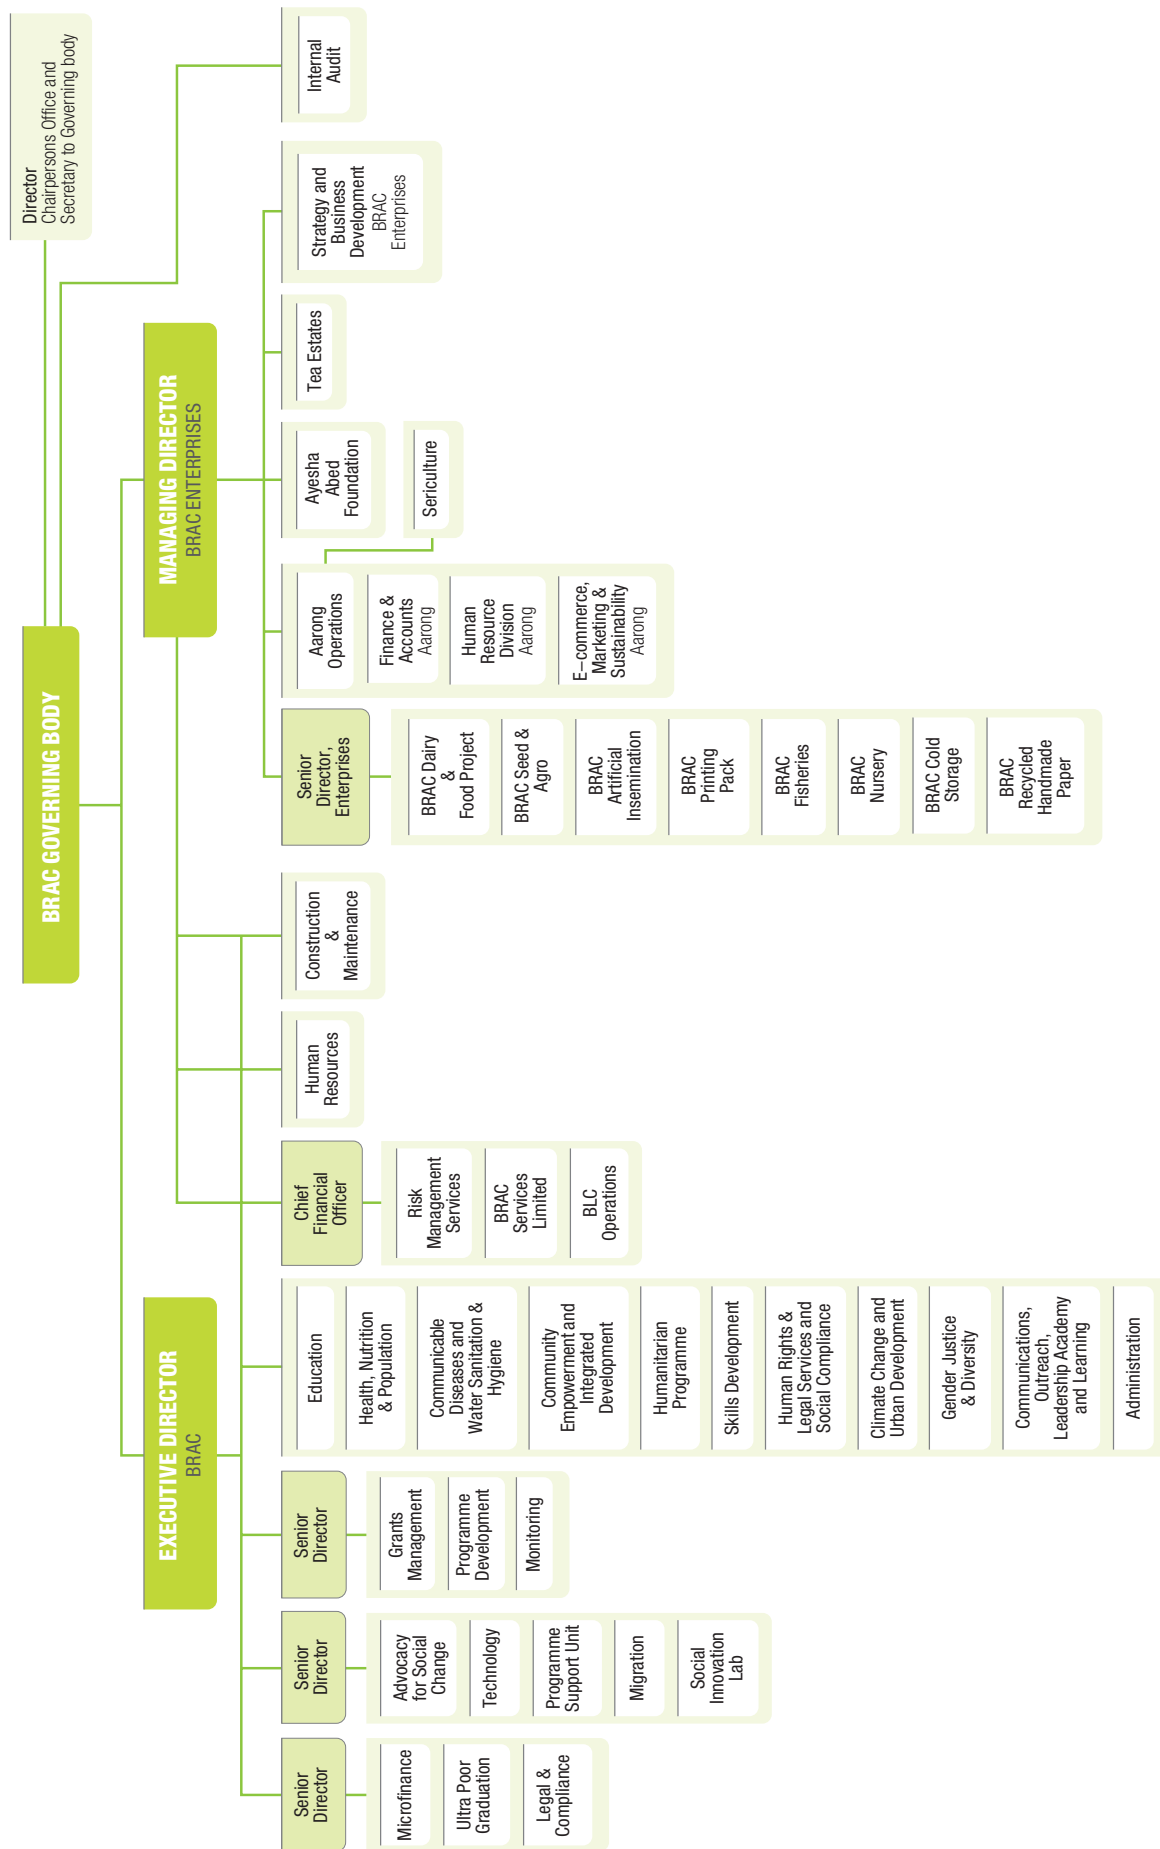 BRAC GOVERNING BODY
Director
Chairpersons Office and
Secretary to Governing body
EXECUTIVE DIRECTOR
BRAC
MANAGING DIRECTOR
BRAC ENTERPRISES
Senior
Director
Microfinance
Ultra Poor
Graduation
Legal &
Compliance
Senior
Director
Advocacy
for Social
Change
Technology
Programme
Support Unit
Migration
Social
Innovation
Lab
Senior
Director
Grants
Management
Programme
Development
Monitoring
Education
Health, Nutrition
& Population
Communicable
Diseases and
Water Sanitation &
Hygiene
Community
Empowerment and
Integrated
Development
Humanitarian
Programme
Skills Development
Human Rights &
Legal Services and
Social Compliance
Climate Change and
Urban Development
Gender Justice
& Diversity
Communications,
Outreach,
Leadership Academy
and Learning
Administration
Chief
Financial
Officer
Risk
Management
Services
BRAC
Services
Limited
BLC
Operations
Human
Resources
Construction
&
Maintenance
Senior
Director,
Enterprises
BRAC Dairy
&
Food Project
BRAC Seed &
Agro
BRAC
Artificial
Insemination
BRAC
Printing
Pack
BRAC
Fisheries
BRAC
Nursery
BRAC Cold
Storage
BRAC
Recycled
Handmade
Paper
Aarong
Operations
Finance &
Accounts
Aarong
Human
Resource
Division
Aarong
E–commerce,
Marketing &
Sustainability
Aarong
Sericulture
Ayesha
Abed
Foundation
Tea Estates
Strategy and
Business
Development
BRAC
Enterprises
Internal
Audit